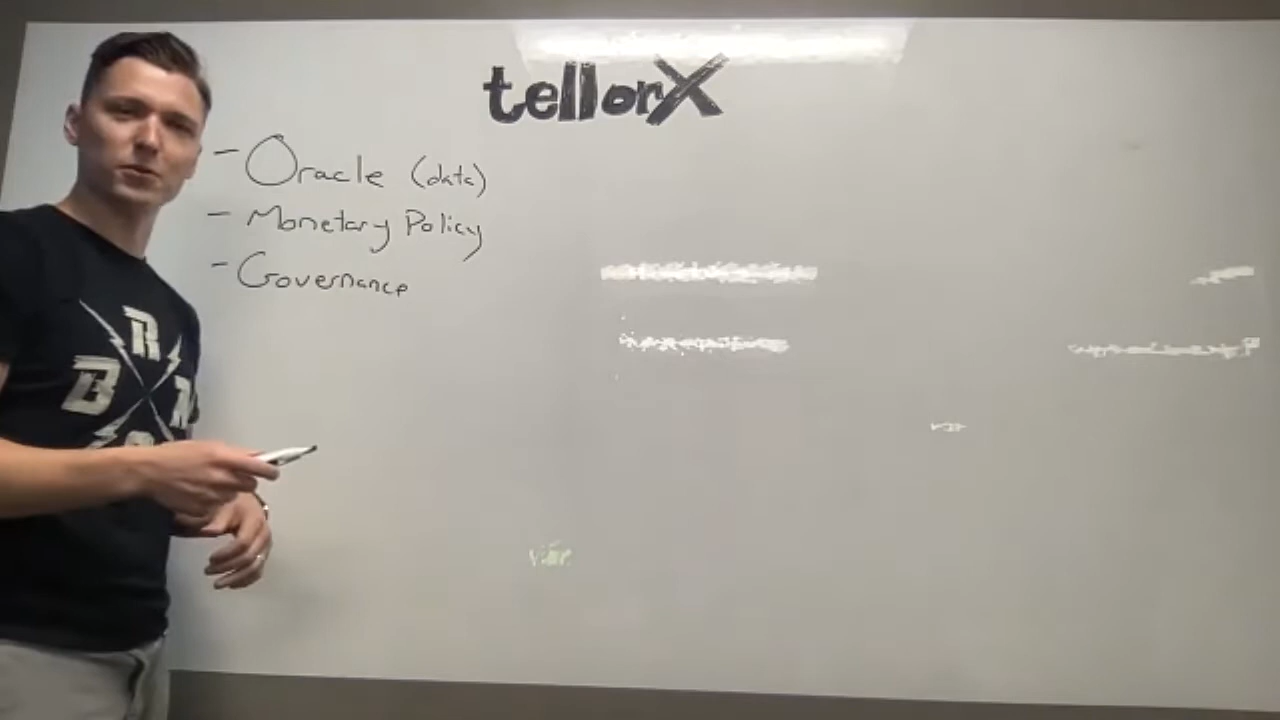 tellorX
- Oracle (data)
- Monetary Policy
- Governance
R
B